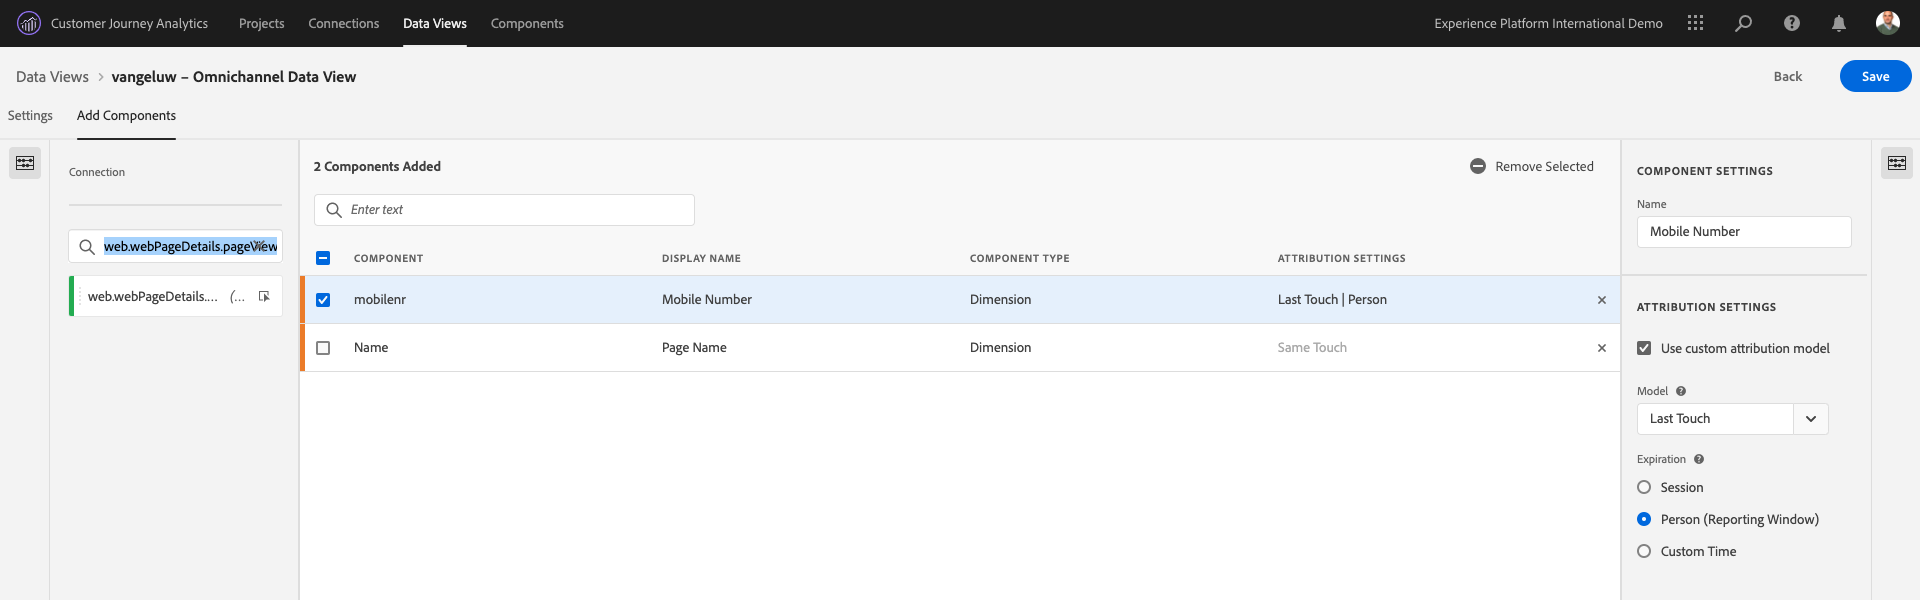 Customer Journey Analytics Projects Connections Data Views Components Experience Platform International Demo
Data Views > vangeluw – Omnichannel Data View Back Save
Settings Add Components
Connection
web.webPageDetails.pageView
web.webPageDetails.... (...
2 Components Added Remove Selected
Enter text
COMPONENT DISPLAY NAME COMPONENT TYPE ATTRIBUTION SETTINGS
mobilenr Mobile Number Dimension Last Touch | Person
Name Page Name Dimension Same Touch
COMPONENT SETTINGS
Name
Mobile Number
ATTRIBUTION SETTINGS
Use custom attribution model
Model
Last Touch
Expiration
Session
Person (Reporting Window)
Custom Time